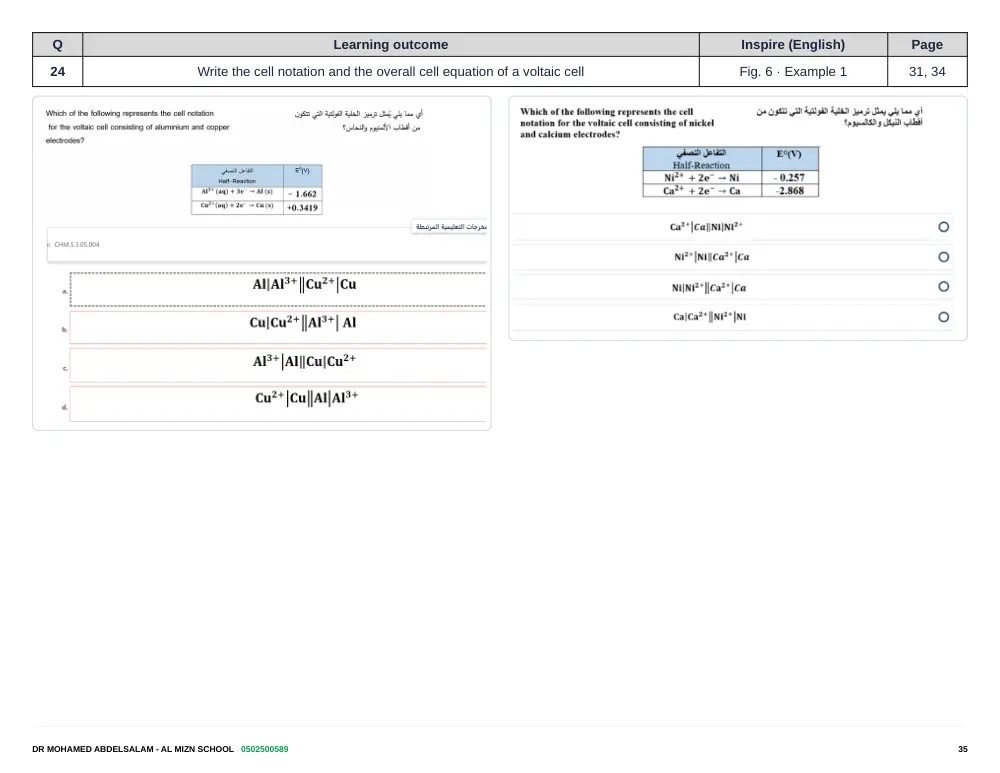 Q Learning outcome Inspire (English) Page
24 Write the cell notation and the overall cell equation of a voltaic cell Fig. 6 · Example 1 31, 34
Which of the following represents the cell notation
for the voltaic cell consisting of aluminium and copper
electrodes?
أي مما يلي يُمثل ترميز الخلية الفولتية التي تتكون
من أقطاب الألمنيوم والنحاس؟
التفاعل النصفي E⁰(V)
Half-Reaction
Al³⁺ (aq) + 3e⁻ → Al (s) − 1.662
Cu²⁺ (aq) + 2e⁻ → Cu (s) +0.3419
مخرجات التعليمية المرتبطة
o CHM.5.3.05.004
a. Al|Al³⁺||Cu²⁺|Cu
b. Cu|Cu²⁺||Al³⁺| Al
c. Al³⁺|Al||Cu|Cu²⁺
d. Cu²⁺|Cu||Al|Al³⁺
Which of the following represents the cell
notation for the voltaic cell consisting of nickel
and calcium electrodes?
أي مما يلي يمثل ترميز الخلية الفولتية التي تتكون من
أقطاب النيكل والكالسيوم؟
التفاعل النصفي E⁰(V)
Half-Reaction
Ni²⁺ + 2e⁻ → Ni - 0.257
Ca²⁺ + 2e⁻ → Ca -2.868
Ca²⁺|Ca||Ni|Ni²⁺
Ni²⁺|Ni||Ca²⁺|Ca
Ni|Ni²⁺||Ca²⁺|Ca
Ca|Ca²⁺||Ni²⁺|Ni
DR MOHAMED ABDELSALAM - AL MIZN SCHOOL 0502500589 35